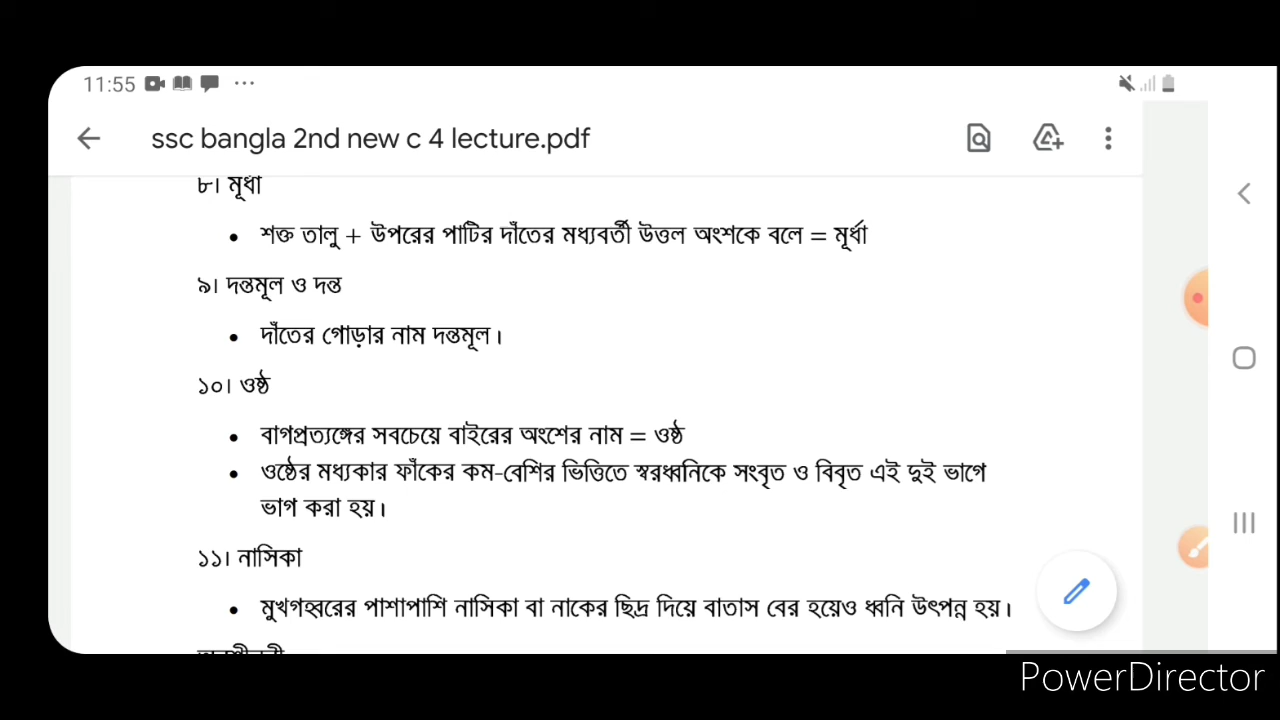 11:55
ssc bangla 2nd new c 4 lecture.pdf
৮। মূর্ধা
• শক্ত তালু + উপরের পাটির দাঁতের মধ্যবর্তী উত্তল অংশকে বলে = মূর্ধা
৯। দন্তমূল ও দন্ত
• দাঁতের গোড়ার নাম দন্তমূল।
১০। ওষ্ঠ
• বাগপ্রত্যঙ্গের সবচেয়ে বাইরের অংশের নাম = ওষ্ঠ
• ওষ্ঠের মধ্যকার ফাঁকের কম-বেশির ভিত্তিতে স্বরধ্বনিকে সংবৃত ও বিবৃত এই দুই ভাগে
ভাগ করা হয়।
১১। নাসিকা
• মুখগহ্বরের পাশাপাশি নাসিকা বা নাকের ছিদ্র দিয়ে বাতাস বের হয়েও ধ্বনি উৎপন্ন হয়।
PowerDirector